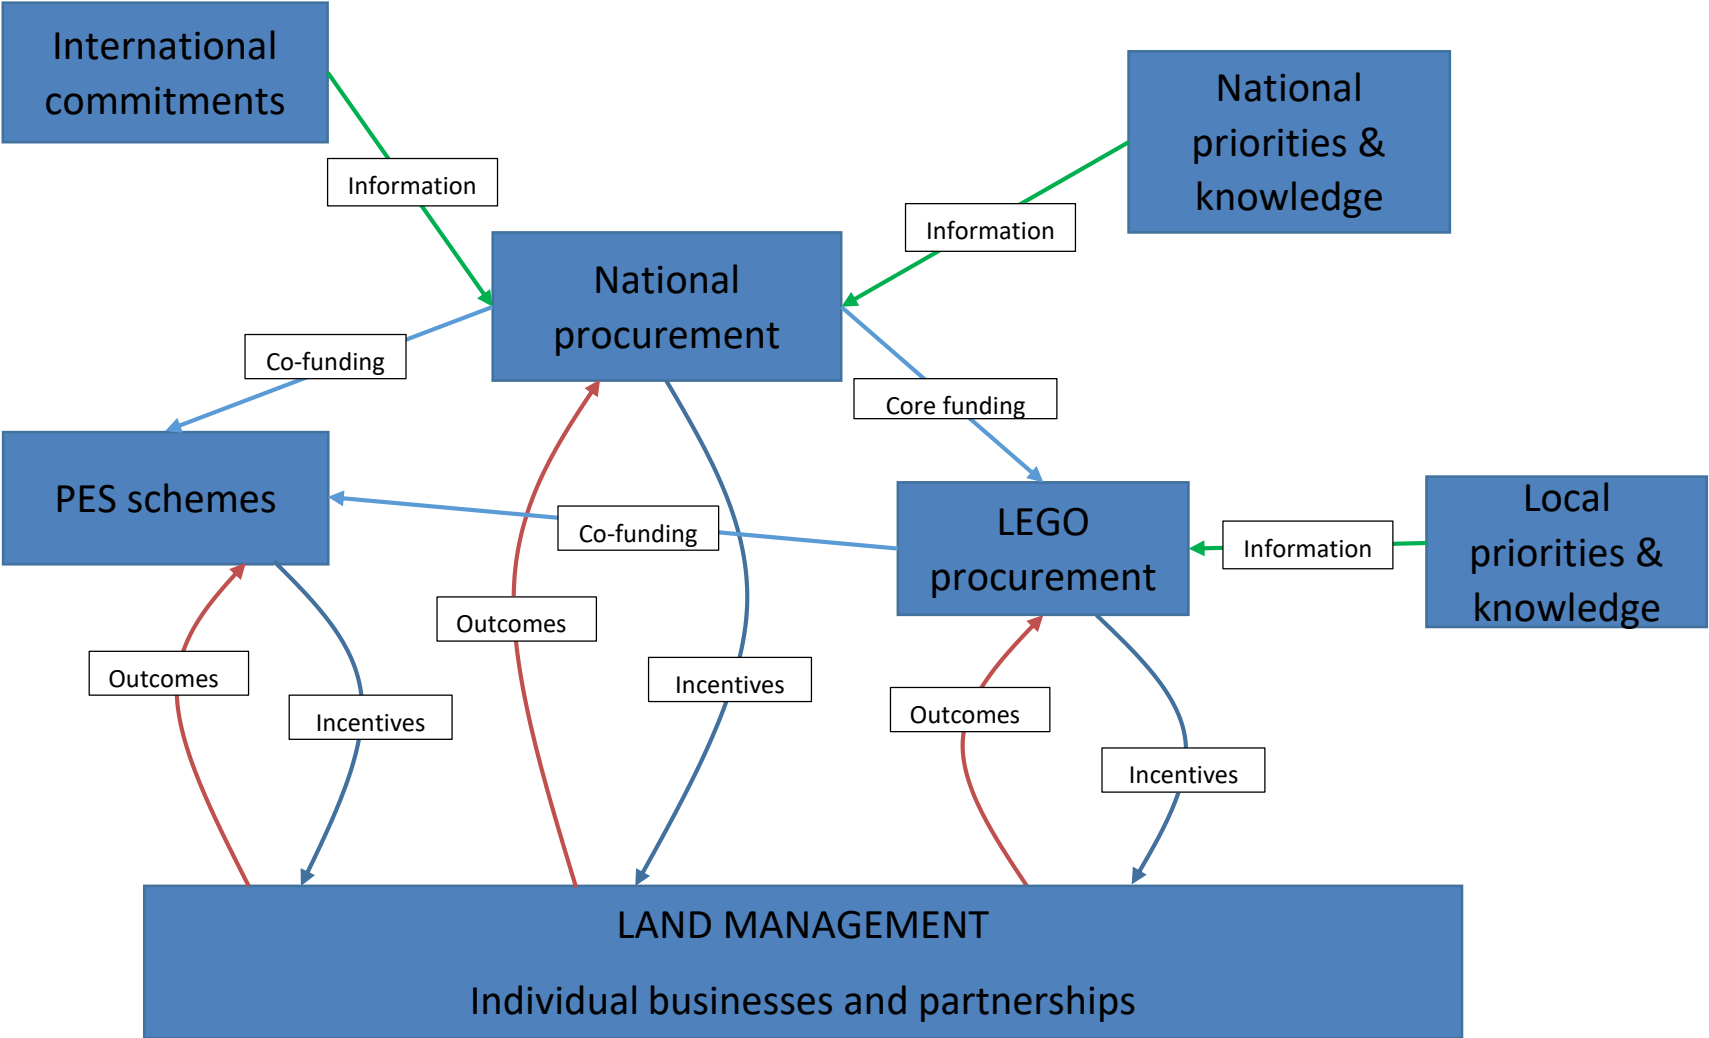 International
commitments
National
priorities &
knowledge
Information
Information
National
procurement
Co-funding
Core funding
PES schemes
Co-funding
LEGO
procurement
Information
Local
priorities &
knowledge
Outcomes
Incentives
Outcomes
Incentives
Outcomes
Incentives
LAND MANAGEMENT
Individual businesses and partnerships